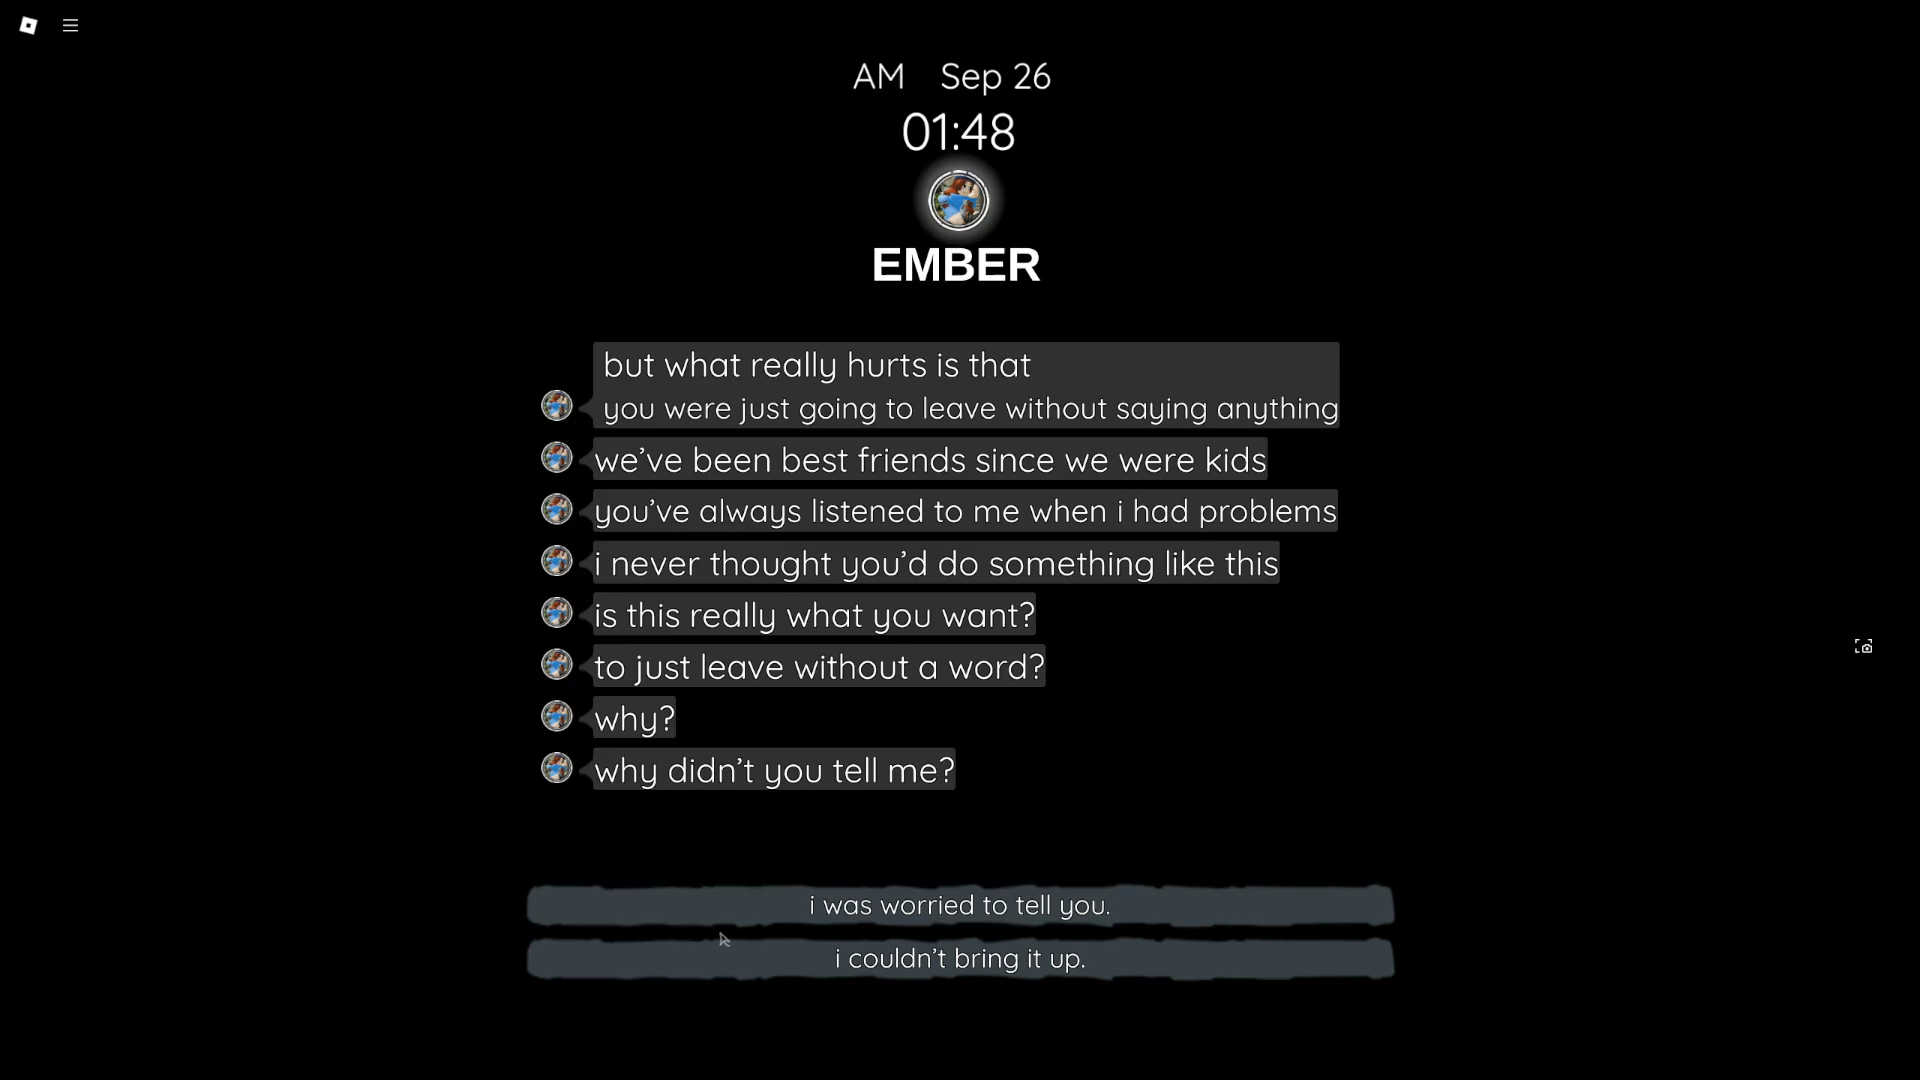 AM Sep 26
01:48
EMBER
but what really hurts is that
you were just going to leave without saying anything
we’ve been best friends since we were kids
you’ve always listened to me when i had problems
i never thought you’d do something like this
is this really what you want?
to just leave without a word?
why?
why didn’t you tell me?
i was worried to tell you.
i couldn’t bring it up.